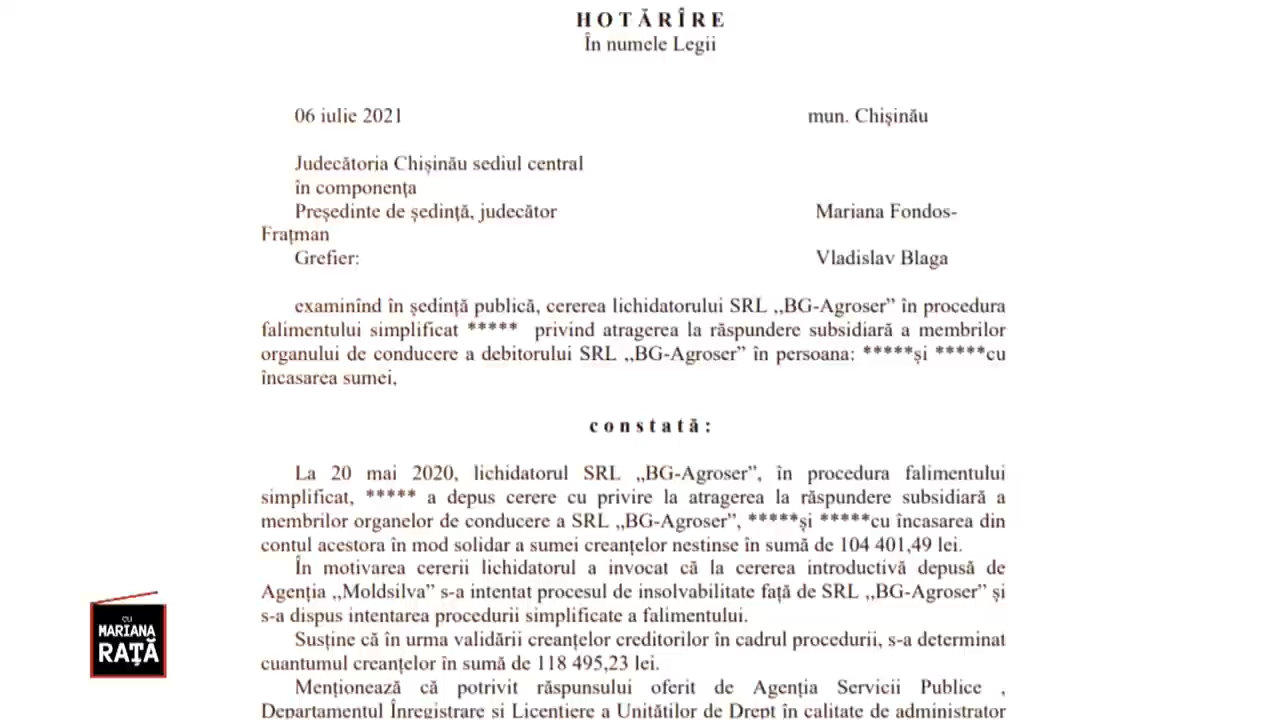 H O T Ă R Î R E
În numele Legii
06 iulie 2021 mun. Chișinău
Judecătoria Chișinău sediul central
în componența
Președinte de ședință, judecător Mariana Fondos-
Frațman
Grefier: Vladislav Blaga
examinînd în ședință publică, cererea lichidatorului SRL ,,BG-Agroser” în procedura
falimentului simplificat ***** privind atragerea la răspundere subsidiară a membrilor
organului de conducere a debitorului SRL ,,BG-Agroser” în persoana: *****și *****cu
încasarea sumei,
c o n s t a t ă :
La 20 mai 2020, lichidatorul SRL ,,BG-Agroser”, în procedura falimentului
simplificat, ***** a depus cerere cu privire la atragerea la răspundere subsidiară a
membrilor organelor de conducere a SRL ,,BG-Agroser”, *****și *****cu încasarea din
contul acestora în mod solidar a sumei creanțelor nestinse în sumă de 104 401,49 lei.
În motivarea cererii lichidatorul a invocat că la cererea introductivă depusă de
Agenția ,,Moldsilva” s-a intentat procesul de insolvabilitate față de SRL ,,BG-Agroser” și
s-a dispus intentarea procedurii simplificate a falimentului.
Susține că în urma validării creanțelor creditorilor în cadrul procedurii, s-a determinat
cuantumul creanțelor în sumă de 118 495,23 lei.
Menționează că potrivit răspunsului oferit de Agenția Servicii Publice ,
Departamentul Înregistrare și Licențiere a Unităților de Drept în calitate de administrator
CU
MARIANA
RAŢĂ